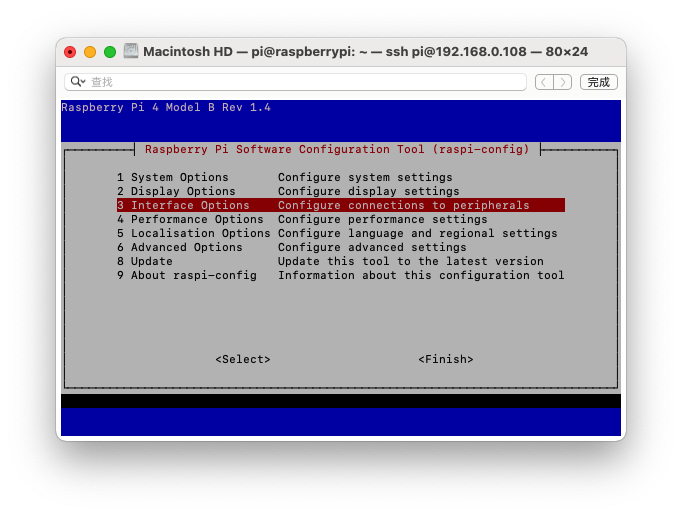 Macintosh HD — pi@raspberrypi: ~ — ssh pi@192.168.0.108 — 80×24
查找
完成
Raspberry Pi 4 Model B Rev 1.4
Raspberry Pi Software Configuration Tool (raspi-config)
1 System Options Configure system settings
2 Display Options Configure display settings
3 Interface Options Configure connections to peripherals
4 Performance Options Configure performance settings
5 Localisation Options Configure language and regional settings
6 Advanced Options Configure advanced settings
8 Update Update this tool to the latest version
9 About raspi-config Information about this configuration tool
<Select> <Finish>